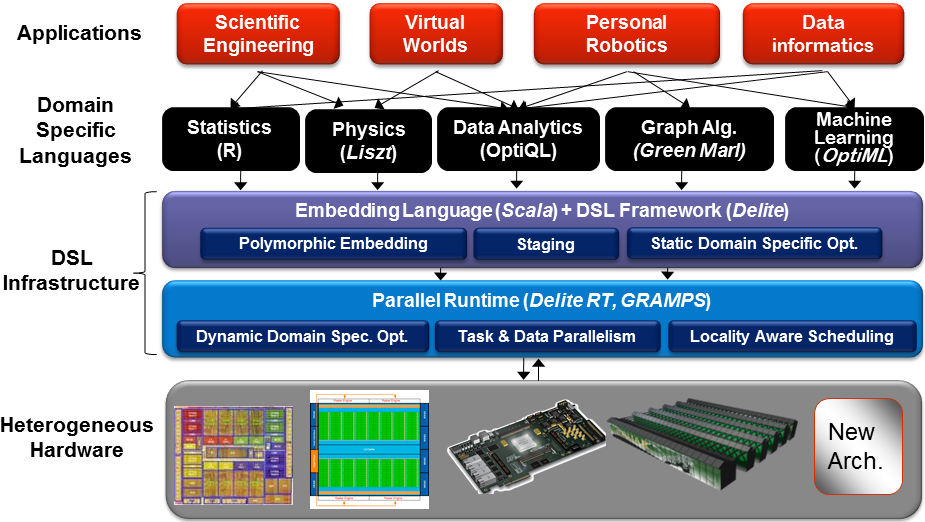 Applications
Scientific
Engineering
Virtual
Worlds
Personal
Robotics
Data
informatics
Domain
Specific
Languages
Statistics
(R)
Physics
(Liszt)
Data Analytics
(OptiQL)
Graph Alg.
(Green Marl)
Machine
Learning
(OptiML)
DSL
Infrastructure
Embedding Language (Scala) + DSL Framework (Delite)
Polymorphic Embedding
Staging
Static Domain Specific Opt.
Parallel Runtime (Delite RT, GRAMPS)
Dynamic Domain Spec. Opt.
Task & Data Parallelism
Locality Aware Scheduling
Heterogeneous
Hardware
New
Arch.